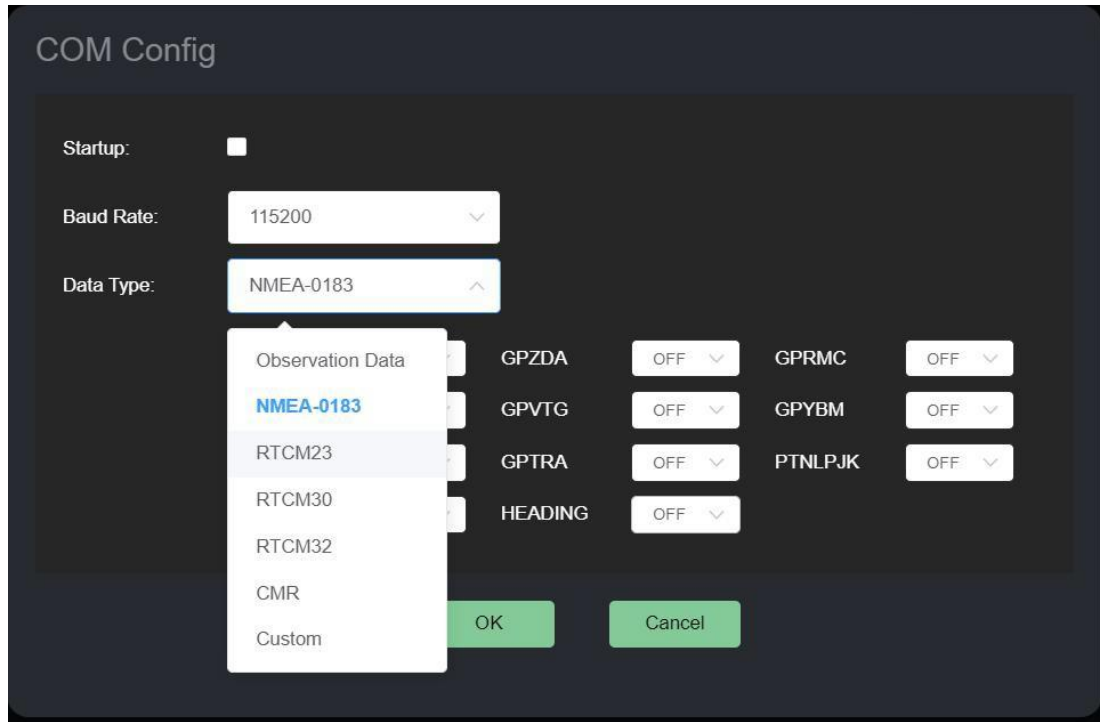 COM Config
Startup:
Baud Rate: 115200
Data Type: NMEA-0183
Observation Data
NMEA-0183
RTCM23
RTCM30
RTCM32
CMR
Custom
GPZDA OFF GPRMC OFF
GPVTG OFF GPYBM OFF
GPTRA OFF PTNLPJK OFF
HEADING OFF
OK Cancel